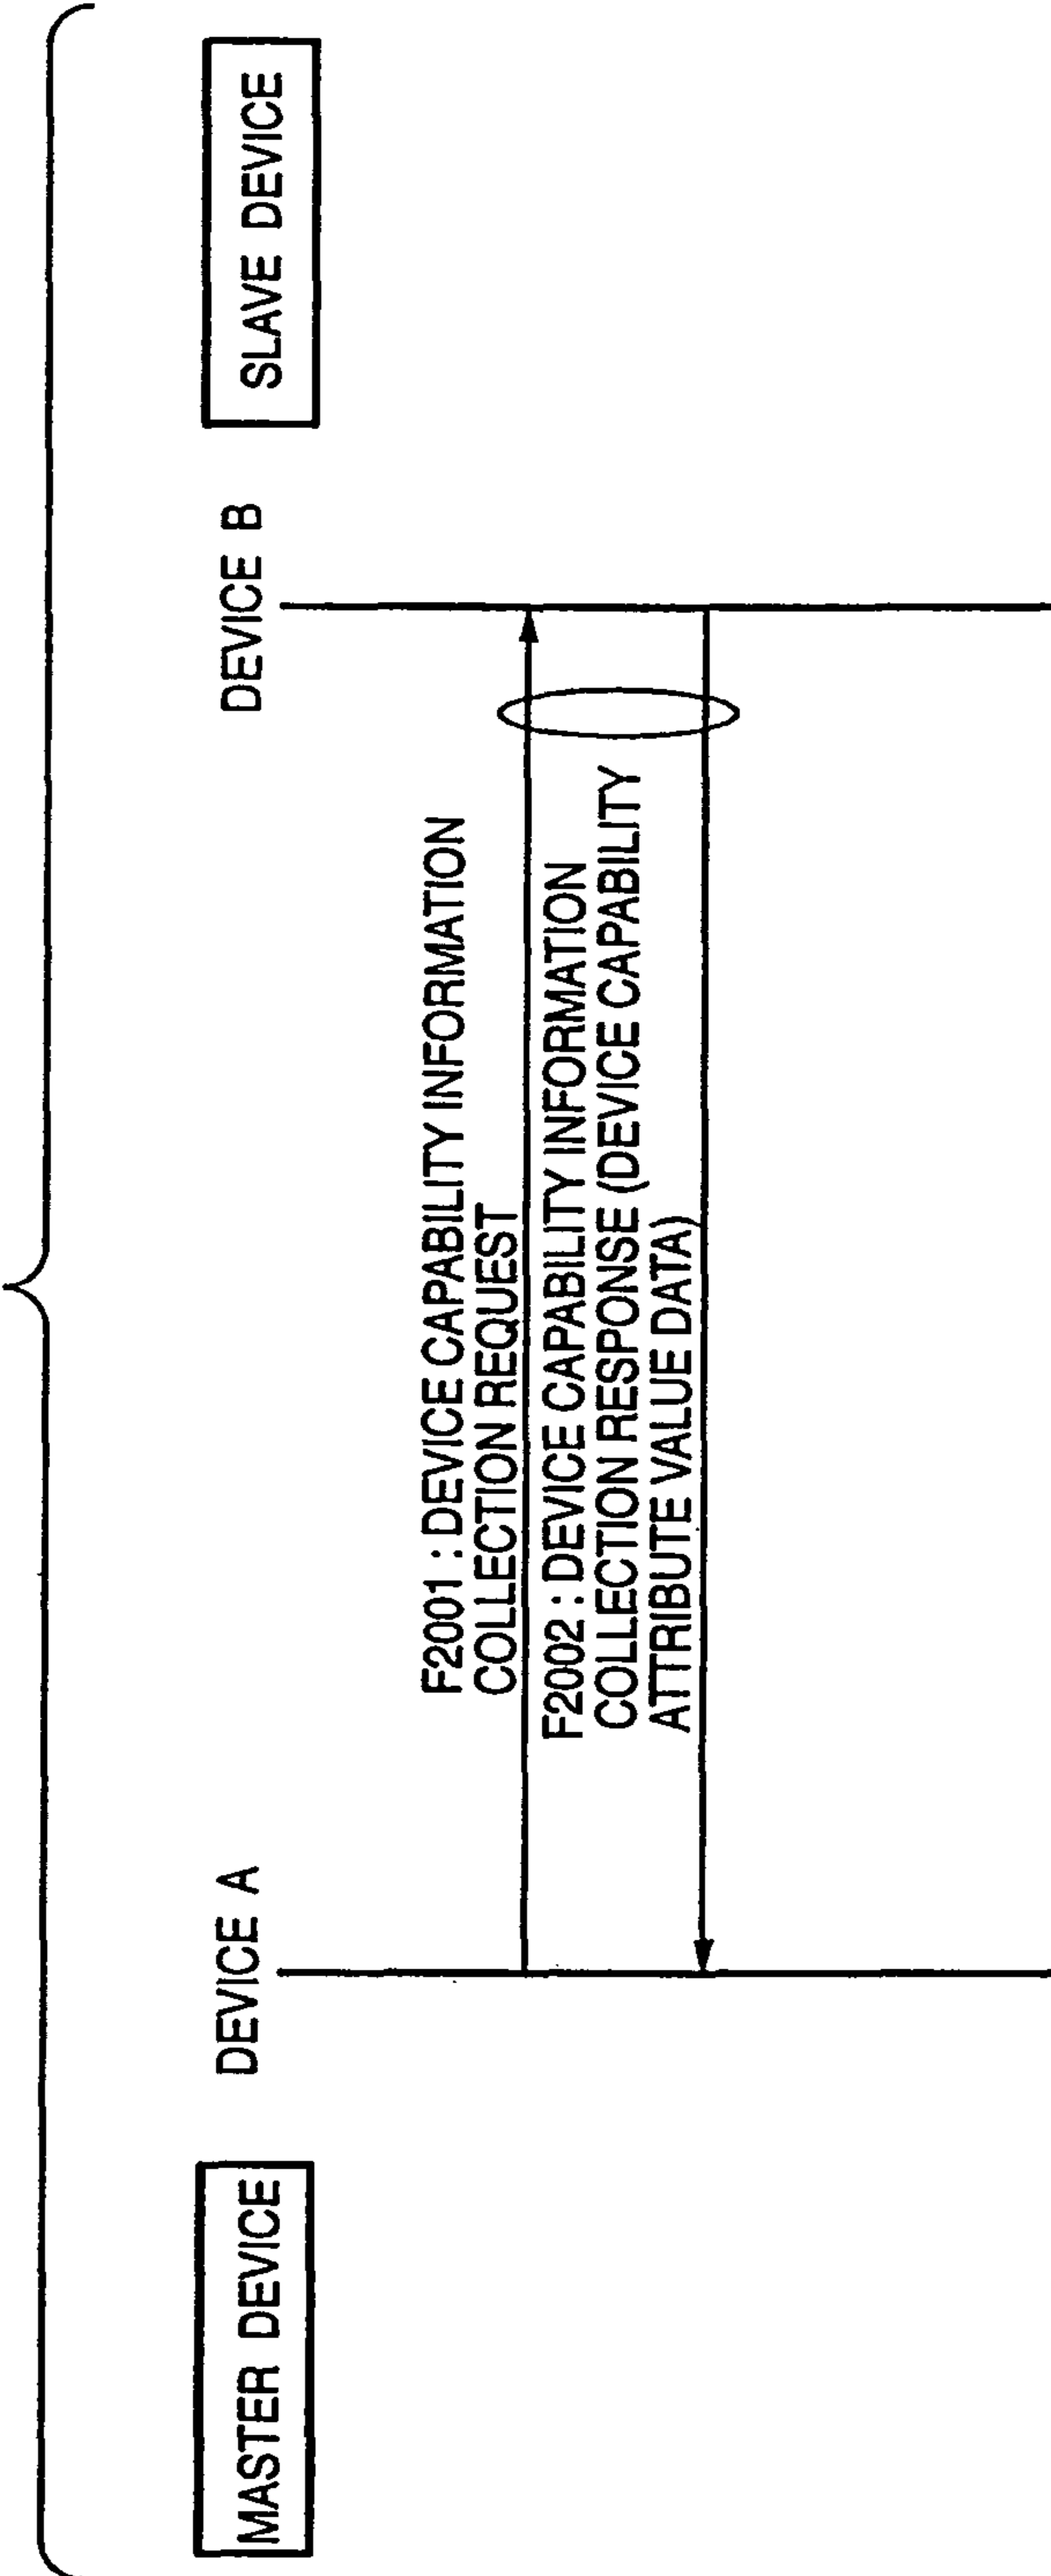 MASTER DEVICE
DEVICE A
DEVICE B
SLAVE DEVICE
F2001 : DEVICE CAPABILITY INFORMATION
COLLECTION REQUEST
F2002 : DEVICE CAPABILITY INFORMATION
COLLECTION RESPONSE (DEVICE CAPABILITY
ATTRIBUTE VALUE DATA)